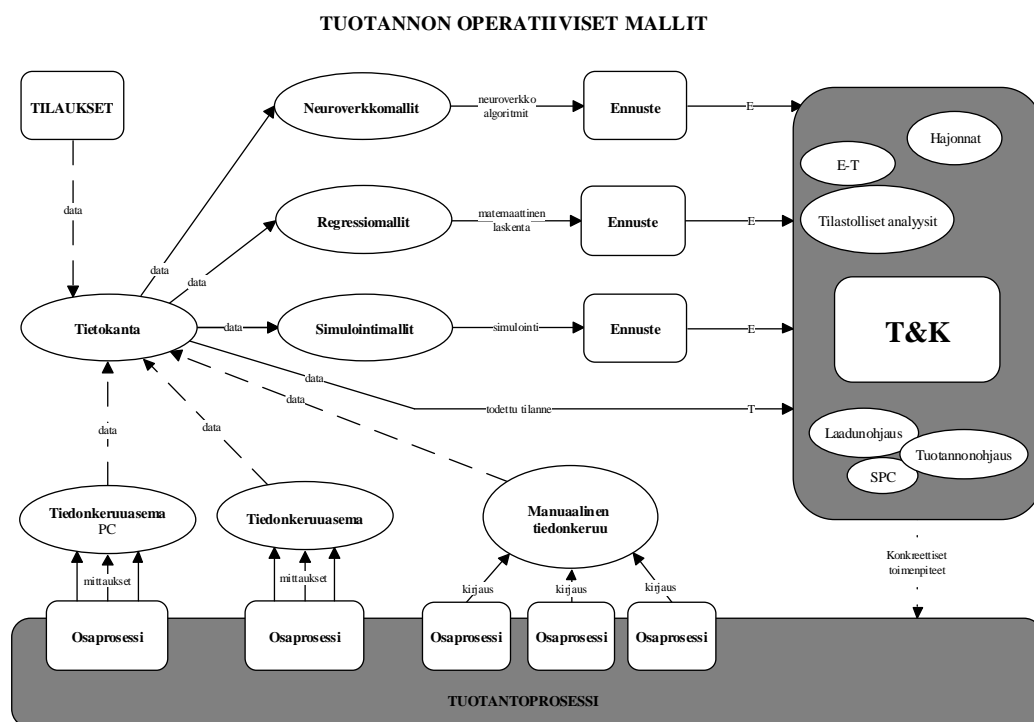 TUOTANNON OPERATIIVISET MALLIT
TILAUKSET
Neuroverkkomallit
neuroverkko
algoritmit
Ennuste
E
Hajonnat
E-T
data
Regressiomallit
matemaattinen
laskenta
Ennuste
E
Tilastolliset analyysit
data
data
Tietokanta
data
Simulointimallit
simulointi
Ennuste
E
T&K
data
data
todettu tilanne
T
data
data
Laadunohjaus
Tuotannonohjaus
SPC
Tiedonkeruuasema
PC
Tiedonkeruuasema
Manuaalinen
tiedonkeruu
Konkreettiset
toimenpiteet
mittaukset
mittaukset
kirjaus
kirjaus
kirjaus
Osaprosessi
Osaprosessi
Osaprosessi
Osaprosessi
Osaprosessi
TUOTANTOPROSESSI